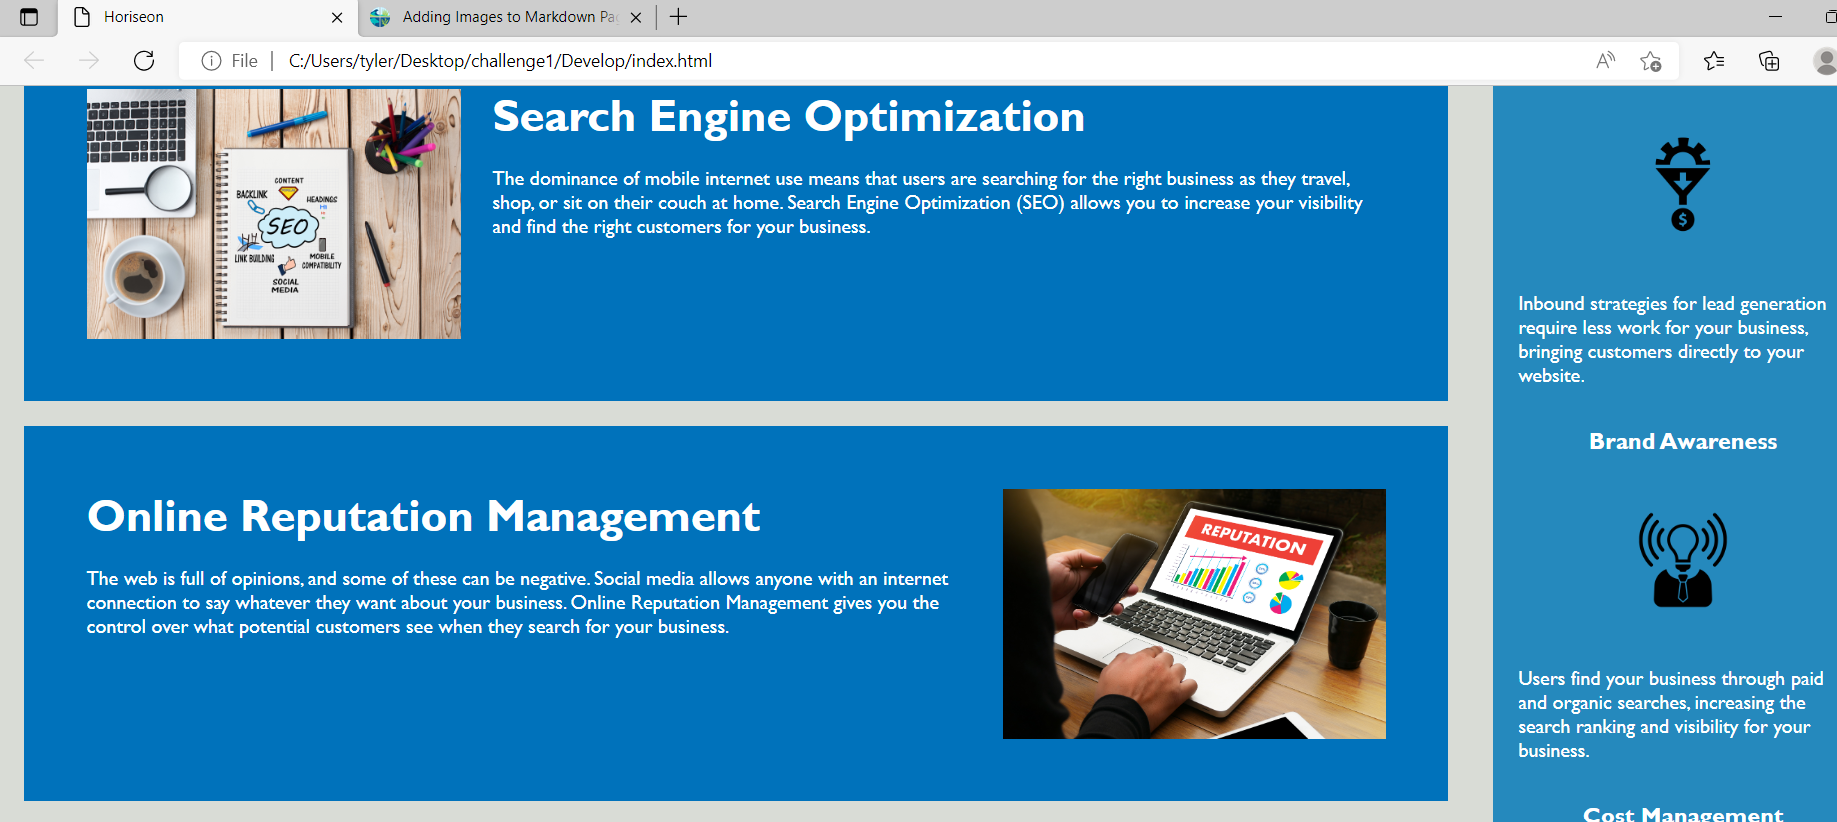 Horiseon
Adding Images to Markdown Pa
File
C:/Users/tyler/Desktop/challenge1/Develop/index.html
CONTENT
BACKLINK
HEADINGS
H1
SEO
LINK BUILDING
MOBILE
COMPATIBILITY
SOCIAL
MEDIA
Search Engine Optimization
The dominance of mobile internet use means that users are searching for the right business as they travel,
shop, or sit on their couch at home. Search Engine Optimization (SEO) allows you to increase your visibility
and find the right customers for your business.
Online Reputation Management
The web is full of opinions, and some of these can be negative. Social media allows anyone with an internet
connection to say whatever they want about your business. Online Reputation Management gives you the
control over what potential customers see when they search for your business.
REPUTATION
$
Inbound strategies for lead generation
require less work for your business,
bringing customers directly to your
website.
Brand Awareness
Users find your business through paid
and organic searches, increasing the
search ranking and visibility for your
business.
Cost Management